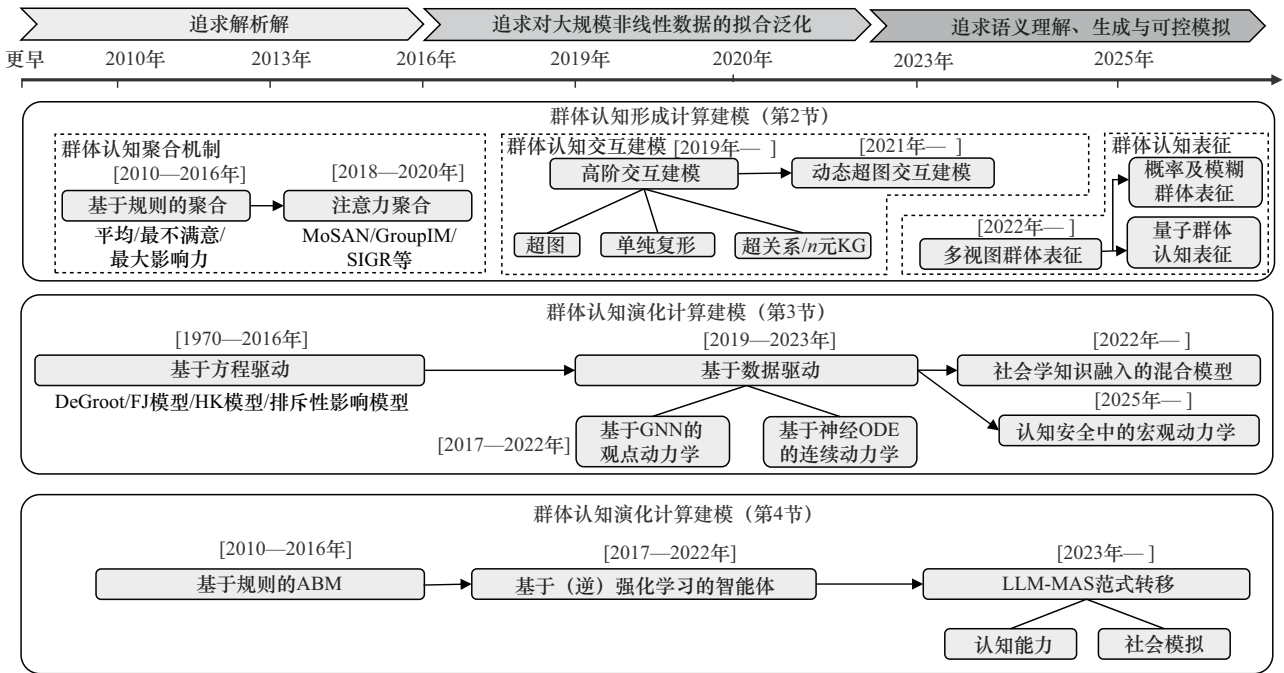 追求解析解
追求对大规模非线性数据的拟合泛化
追求语义理解、生成与可控模拟
更早
2010年
2013年
2016年
2019年
2020年
2023年
2025年
群体认知形成计算建模（第2节）
群体认知聚合机制
[2010—2016年]
基于规则的聚合
平均/最不满意/
最大影响力
[2018—2020年]
注意力聚合
MoSAN/GroupIM/
SIGR等
群体认知交互建模
[2019年— ]
高阶交互建模
[2021年— ]
动态超图交互建模
超图
单纯复形
超关系/n元KG
群体认知表征
[2022年— ]
多视图群体表征
概率及模糊
群体表征
量子群体
认知表征
群体认知演化计算建模（第3节）
[1970—2016年]
基于方程驱动
DeGroot/FJ模型/HK模型/排斥性影响模型
[2019—2023年]
基于数据驱动
[2017—2022年]
基于GNN的
观点动力学
基于神经ODE
的连续动力学
[2022年— ]
社会学知识融入的混合模型
[2025年— ]
认知安全中的宏观动力学
群体认知演化计算建模（第4节）
[2010—2016年]
基于规则的ABM
[2017—2022年]
基于（逆）强化学习的智能体
[2023年— ]
LLM-MAS范式转移
认知能力
社会模拟